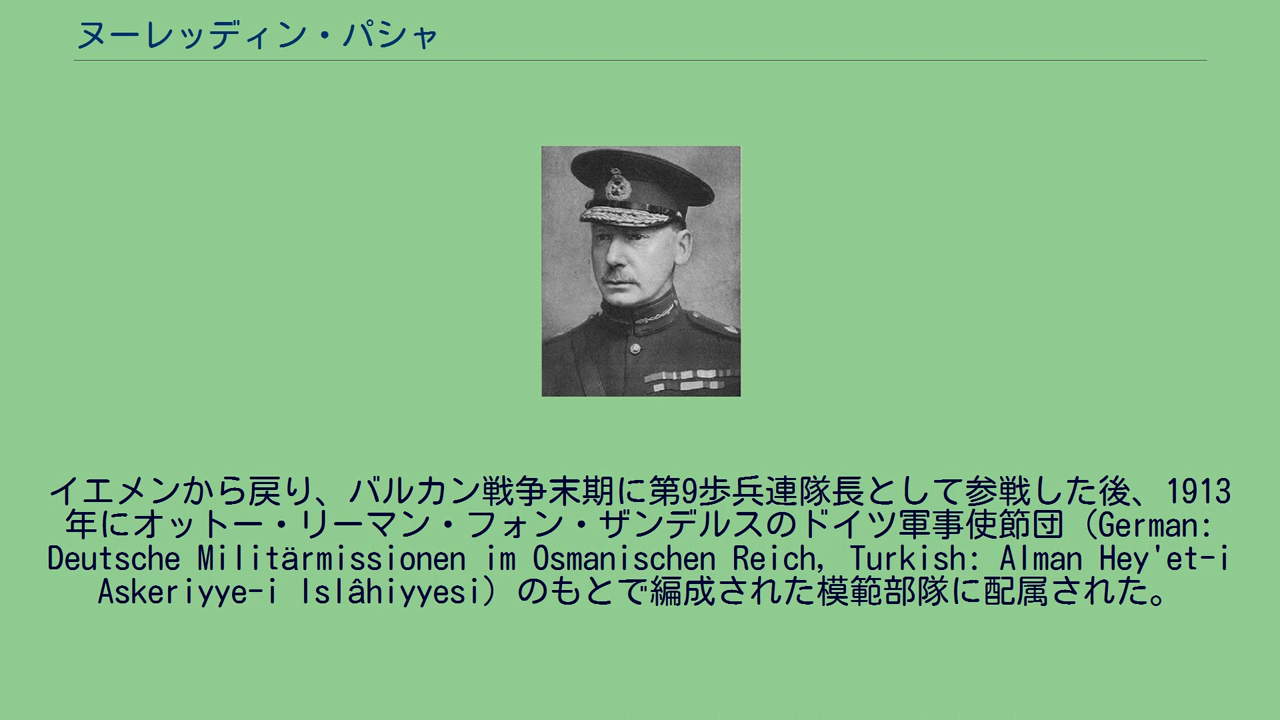 ヌーレッディン・パシャ
イエメンから戻り、バルカン戦争末期に第9歩兵連隊長として参戦した後、1913
年にオットー・リーマン・フォン・ザンデルスのドイツ軍事使節団（German:
Deutsche Militärmissionen im Osmanischen Reich, Turkish: Alman Hey'et-i
Askeriyye-i Islâhiyyesi）のもとで編成された模範部隊に配属された。